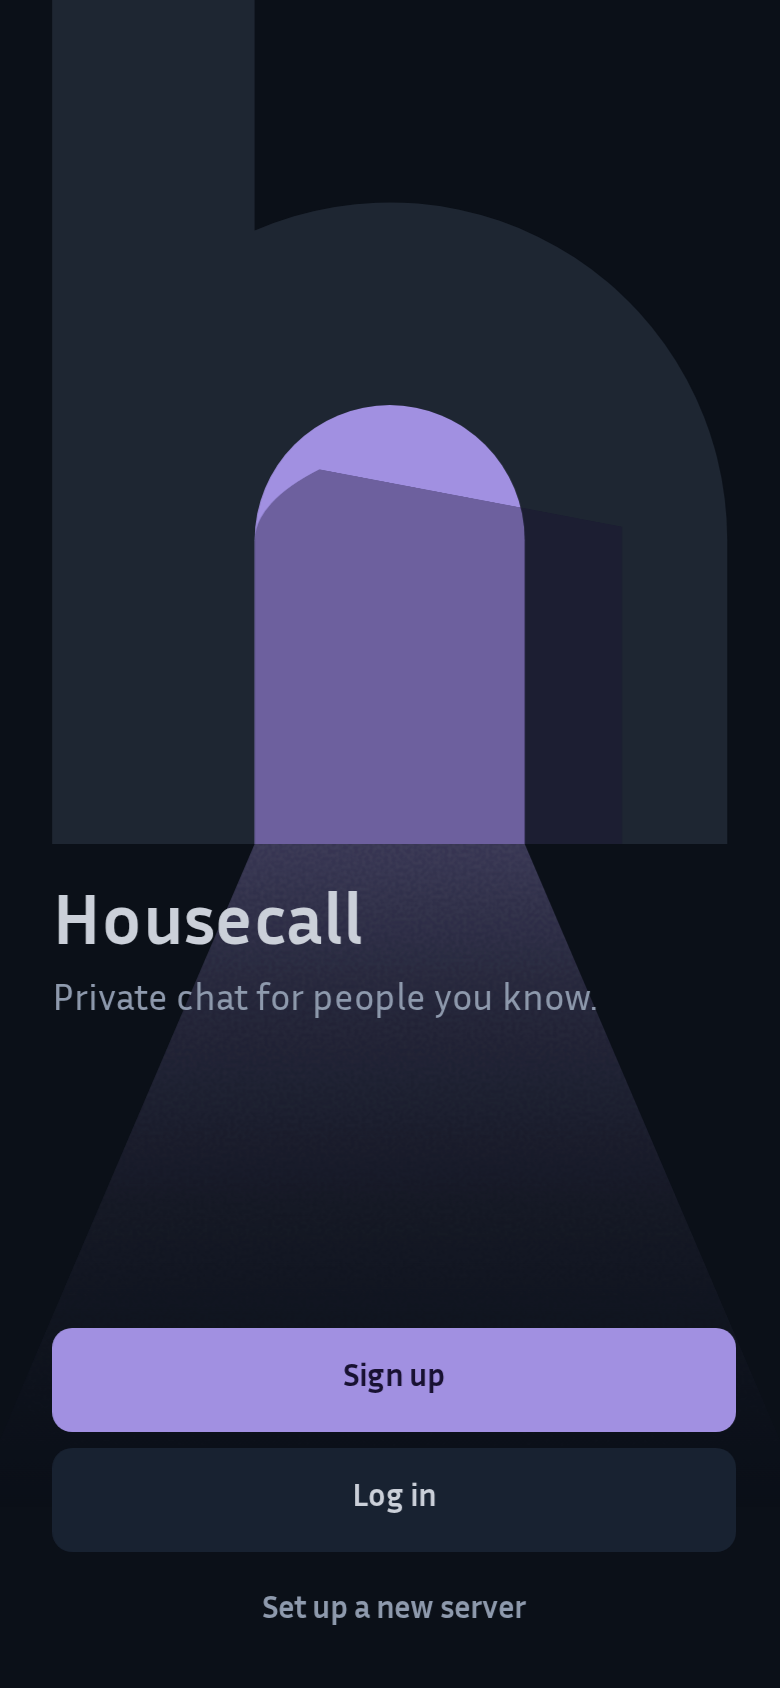 Housecall
Private chat for people you know.
Sign up
Log in
Set up a new server